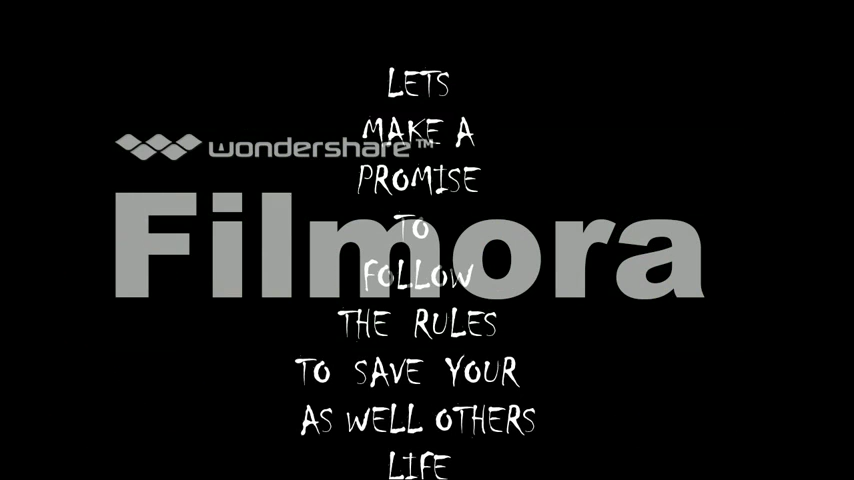 LETS
MAKE A
wondershare™
PROMISE
Filmora
TO
FOLLOW
THE RULES
TO SAVE YOUR
AS WELL OTHERS
LIFE